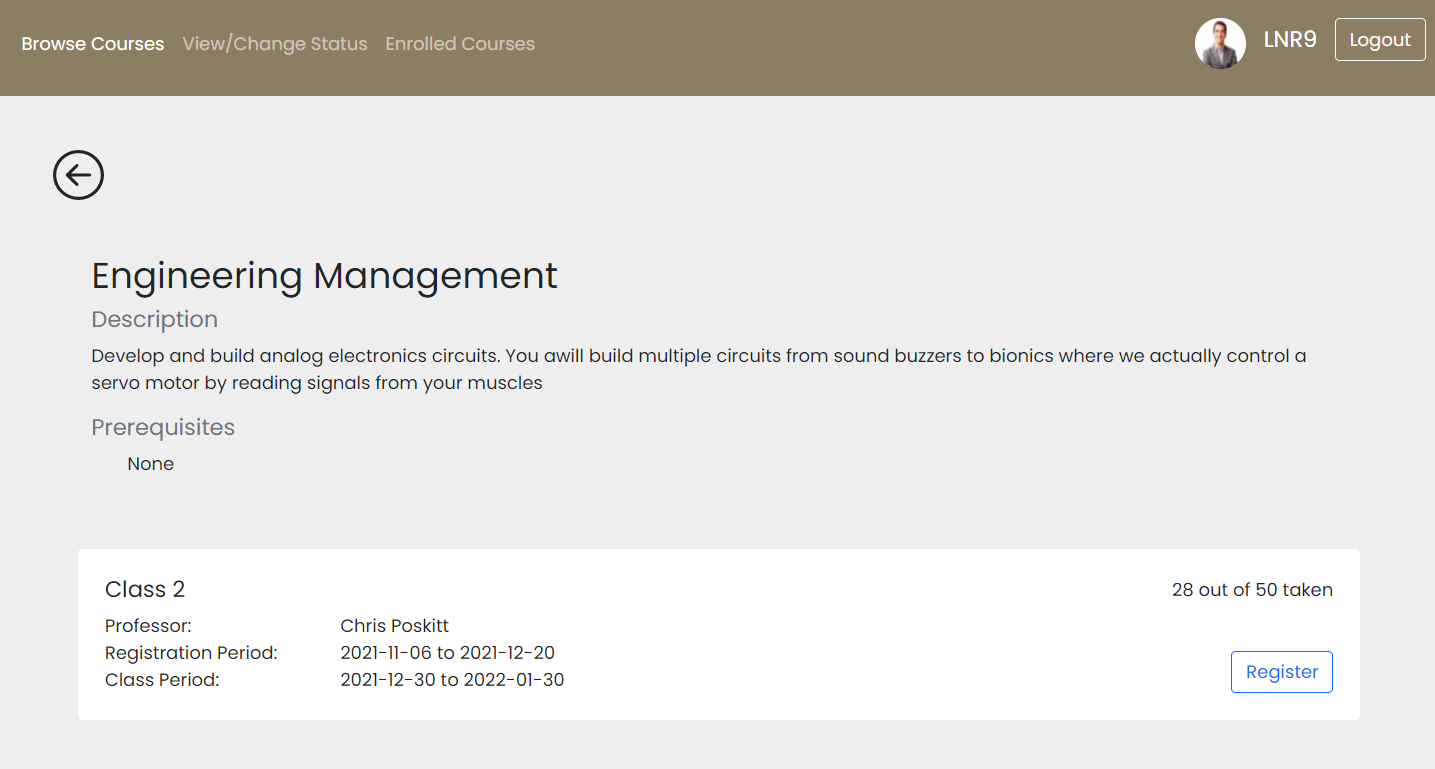 Browse Courses View/Change Status Enrolled Courses LNR9 Logout
Engineering Management
Description
Develop and build analog electronics circuits. You awill build multiple circuits from sound buzzers to bionics where we actually control a
servo motor by reading signals from your muscles
Prerequisites
None
Class 2 28 out of 50 taken
Professor: Chris Poskitt
Registration Period: 2021-11-06 to 2021-12-20
Class Period: 2021-12-30 to 2022-01-30
Register